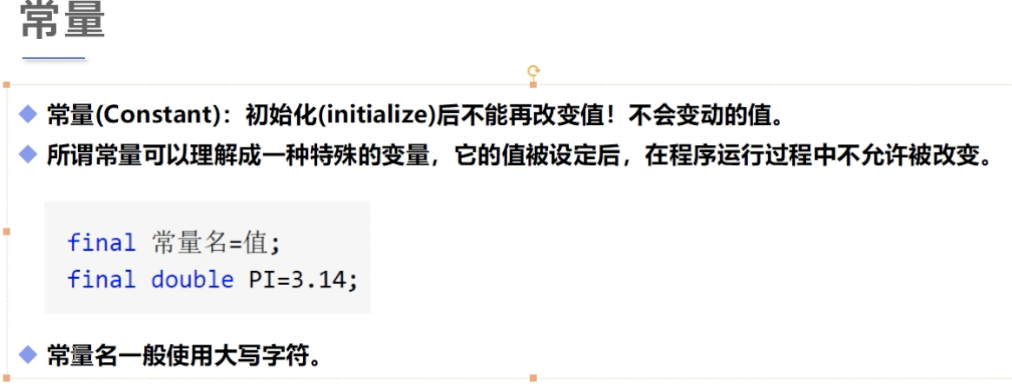 常量
常量(Constant)：初始化(initialize)后不能再改变值！不会变动的值。
所谓常量可以理解成一种特殊的变量，它的值被设定后，在程序运行过程中不允许被改变。
final 常量名=值;
final double PI=3.14;
常量名一般使用大写字符。